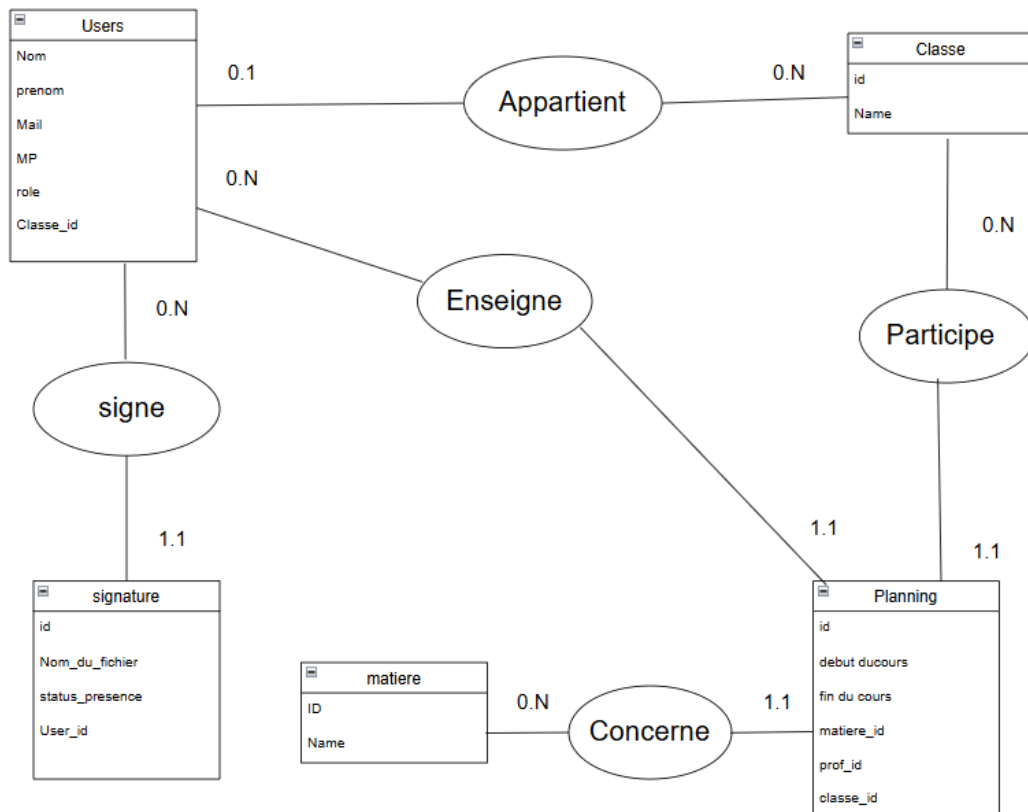 Users
Nom
prenom
Mail
MP
role
Classe_id
0.1
Appartient
0.N
Classe
id
Name
0.N
Enseigne
1.1
0.N
Participe
1.1
0.N
signe
1.1
signature
id
Nom_du_fichier
status_presence
User_id
matiere
ID
Name
0.N
Concerne
1.1
Planning
id
debut ducours
fin du cours
matiere_id
prof_id
classe_id